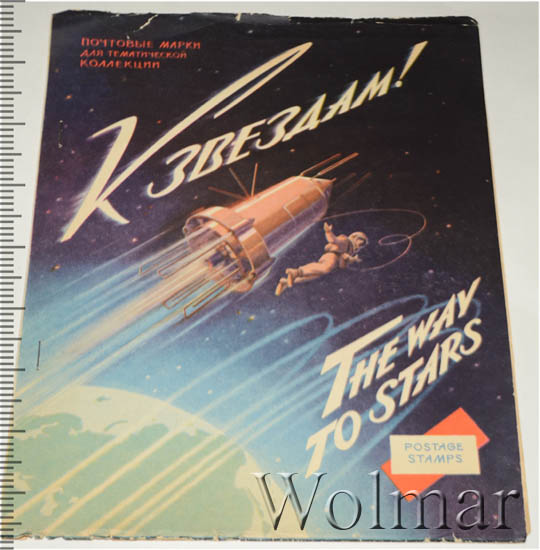 ПОЧТОВЫЕ МАРКИ
ДЛЯ ТЕМАТИЧЕСКОЙ
КОЛЛЕКЦИИ
К ЗВЕЗДАМ!
THE WAY
TO STARS
POSTAGE
STAMPS
Wolmar